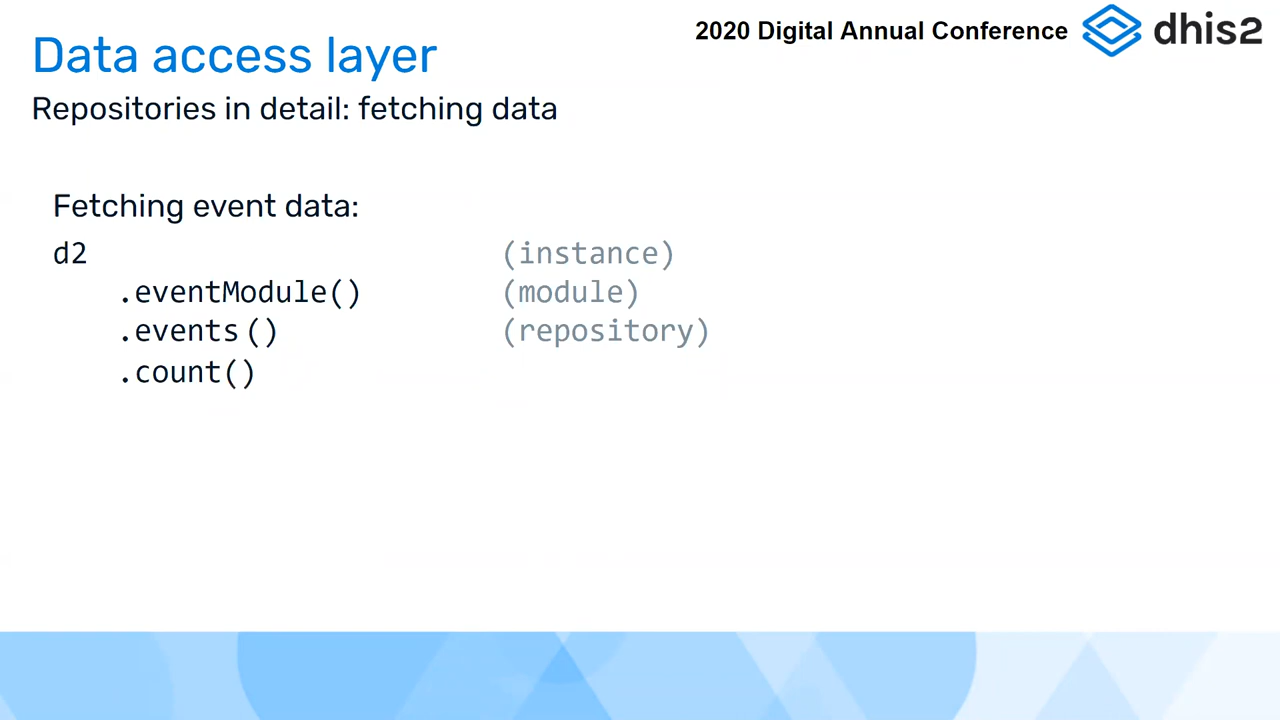 2020 Digital Annual Conference
dhis2
Data access layer
Repositories in detail: fetching data
Fetching event data:
d2 (instance)
.eventModule() (module)
.events() (repository)
.count()